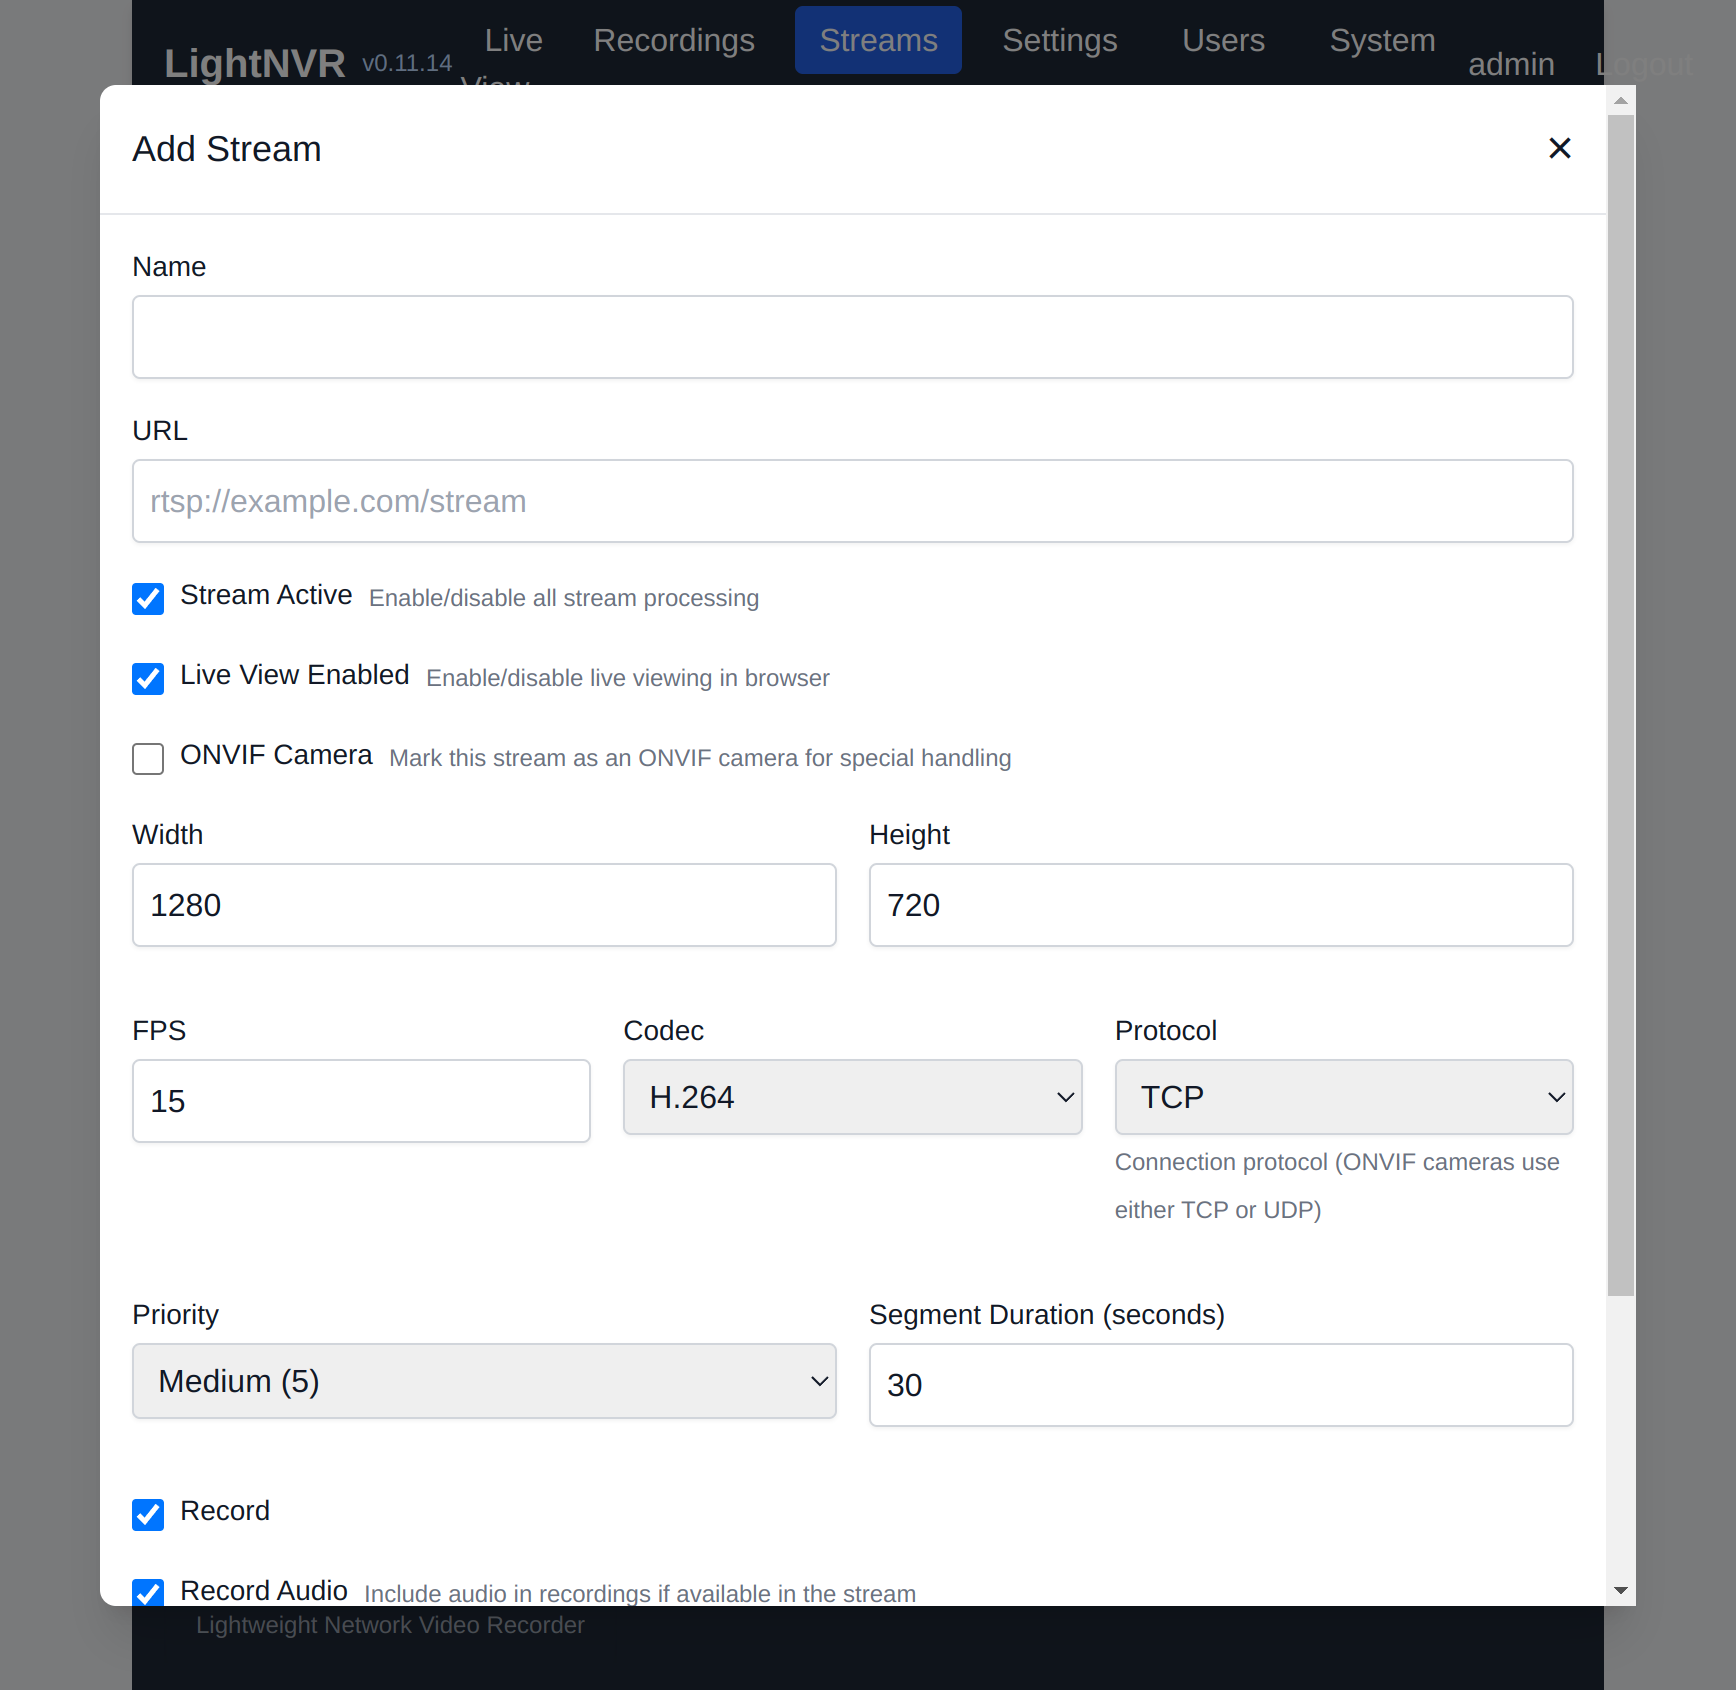 LightNVR v0.11.14
Live View
Recordings
Streams
Settings
Users
System
admin
Logout
Add Stream
Name
URL
rtsp://example.com/stream
Stream Active Enable/disable all stream processing
Live View Enabled Enable/disable live viewing in browser
ONVIF Camera Mark this stream as an ONVIF camera for special handling
Width Height
1280 720
FPS Codec Protocol
15 H.264 TCP
Connection protocol (ONVIF cameras use
either TCP or UDP)
Priority Segment Duration (seconds)
Medium (5) 30
Record
Record Audio Include audio in recordings if available in the stream
Lightweight Network Video Recorder